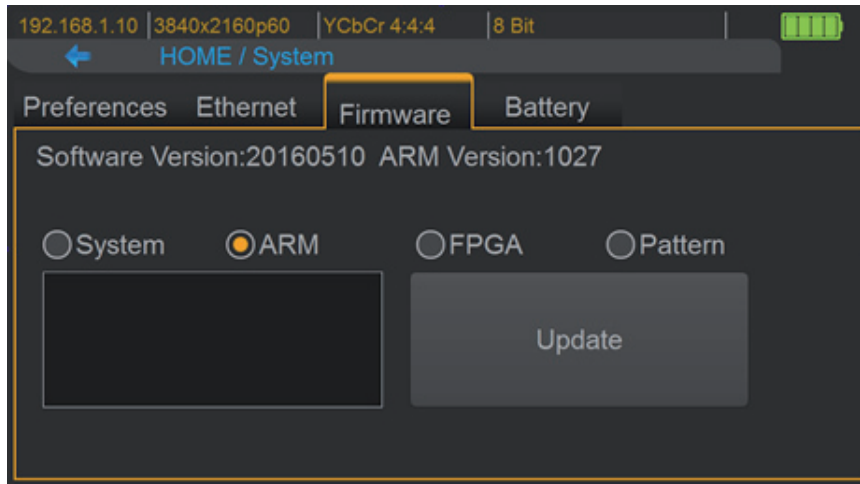 192.168.1.10 3840x2160p60 YCbCr 4:4:4 8 Bit
HOME / System
Preferences Ethernet Firmware Battery
Software Version:20160510 ARM Version:1027
System ARM FPGA Pattern
Update